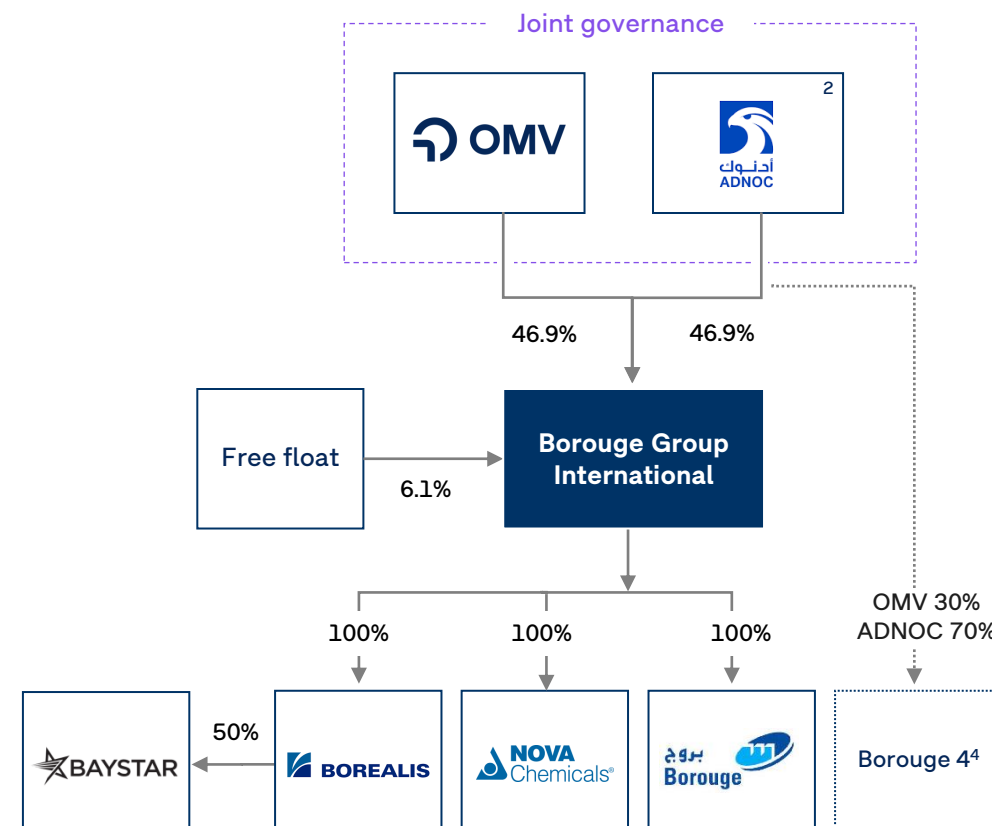 Joint governance
OMV
2
أدنوك
ADNOC
46.9%
46.9%
Free float
6.1%
Borouge Group
International
OMV 30%
ADNOC 70%
100%
100%
100%
BAYSTAR
50%
BOREALIS
NOVA
Chemicals®
بروج
Borouge
Borouge 4⁴